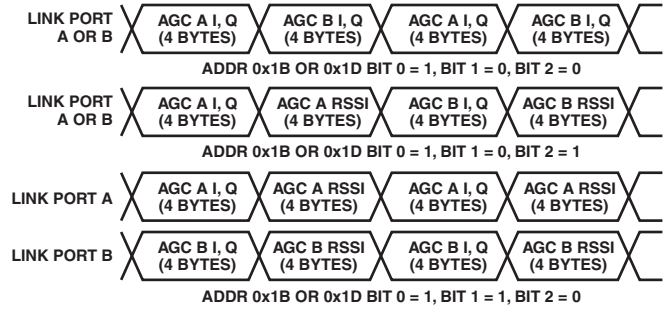 LINK PORT
A OR B
AGC A I, Q
(4 BYTES)
AGC B I, Q
(4 BYTES)
AGC A I, Q
(4 BYTES)
AGC B I, Q
(4 BYTES)
ADDR 0x1B OR 0x1D BIT 0 = 1, BIT 1 = 0, BIT 2 = 0
LINK PORT
A OR B
AGC A I, Q
(4 BYTES)
AGC A RSSI
(4 BYTES)
AGC B I, Q
(4 BYTES)
AGC B RSSI
(4 BYTES)
ADDR 0x1B OR 0x1D BIT 0 = 1, BIT 1 = 0, BIT 2 = 1
LINK PORT A
AGC A I, Q
(4 BYTES)
AGC A RSSI
(4 BYTES)
AGC A I, Q
(4 BYTES)
AGC A RSSI
(4 BYTES)
LINK PORT B
AGC B I, Q
(4 BYTES)
AGC B RSSI
(4 BYTES)
AGC B I, Q
(4 BYTES)
AGC B RSSI
(4 BYTES)
ADDR 0x1B OR 0x1D BIT 0 = 1, BIT 1 = 1, BIT 2 = 0